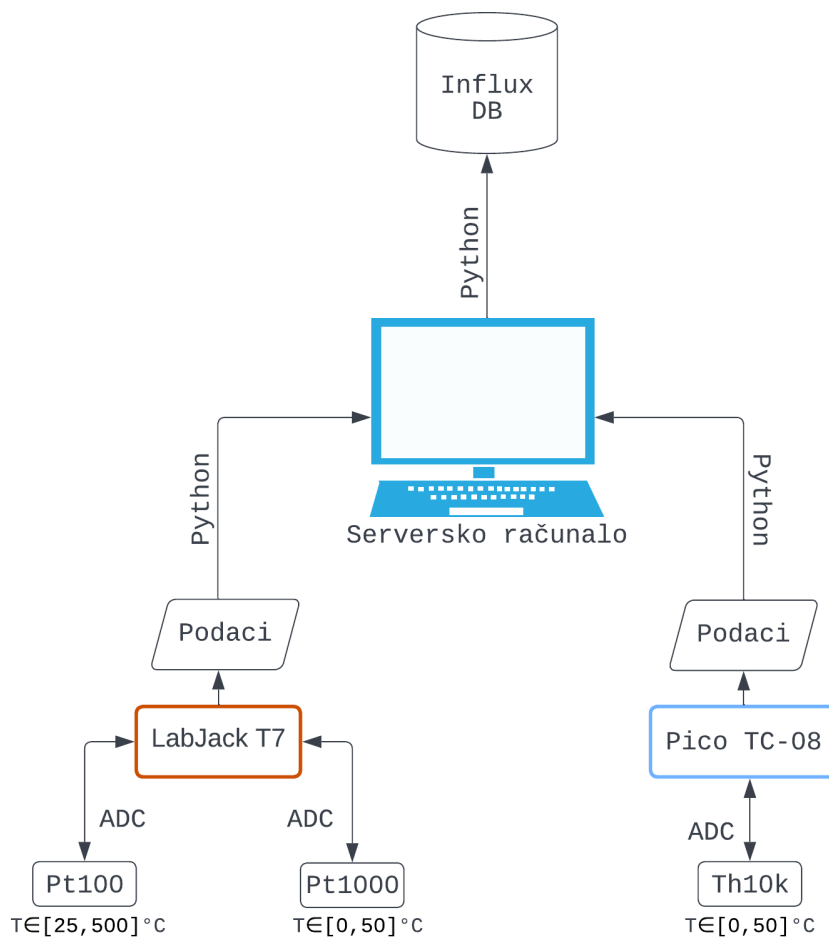 Influx
DB
Python
Python
Python
Serversko računalo
Podaci
Podaci
LabJack T7
Pico TC-08
ADC
ADC
ADC
Pt100
Pt1000
Th10k
T∈[25,500]°C
T∈[0,50]°C
T∈[0,50]°C